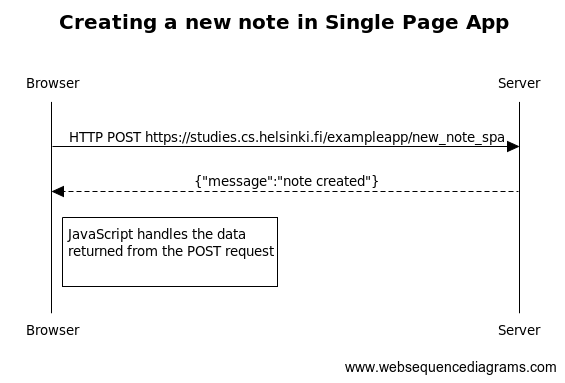 Creating a new note in Single Page App
Browser
Server
HTTP POST https://studies.cs.helsinki.fi/exampleapp/new_note_spa
{"message":"note created"}
JavaScript handles the data
returned from the POST request
Browser
Server
www.websequencediagrams.com